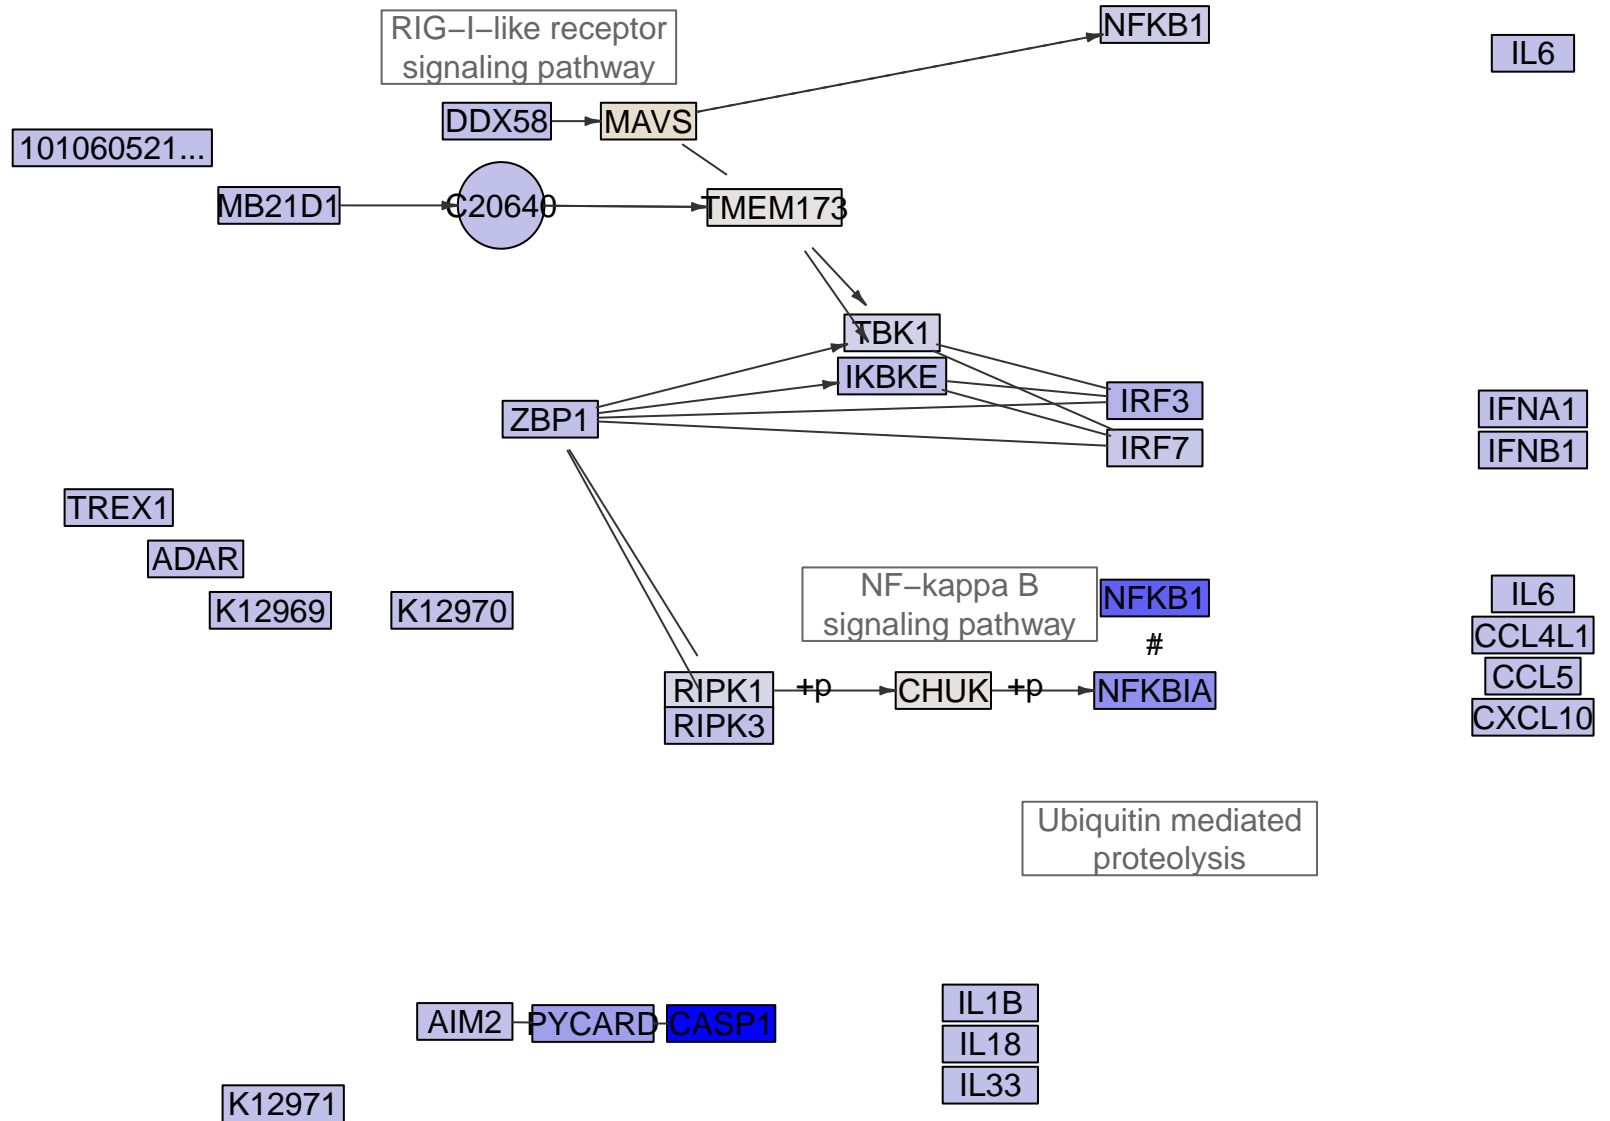 RIG−I−like receptor
signaling pathway
NFKB1
IL6
DDX58
MAVS
101060521...
MB21D1
C20640
TMEM173
TBK1
IKBKE
ZBP1
IRF3
IRF7
IFNA1
IFNB1
TREX1
ADAR
K12969
K12970
NF−kappa B
signaling pathway
NFKB1
#
IL6
CCL4L1
CCL5
CXCL10
RIPK1
+p
CHUK
+p
NFKBIA
RIPK3
Ubiquitin mediated
proteolysis
AIM2
PYCARD
CASP1
IL1B
IL18
IL33
K12971